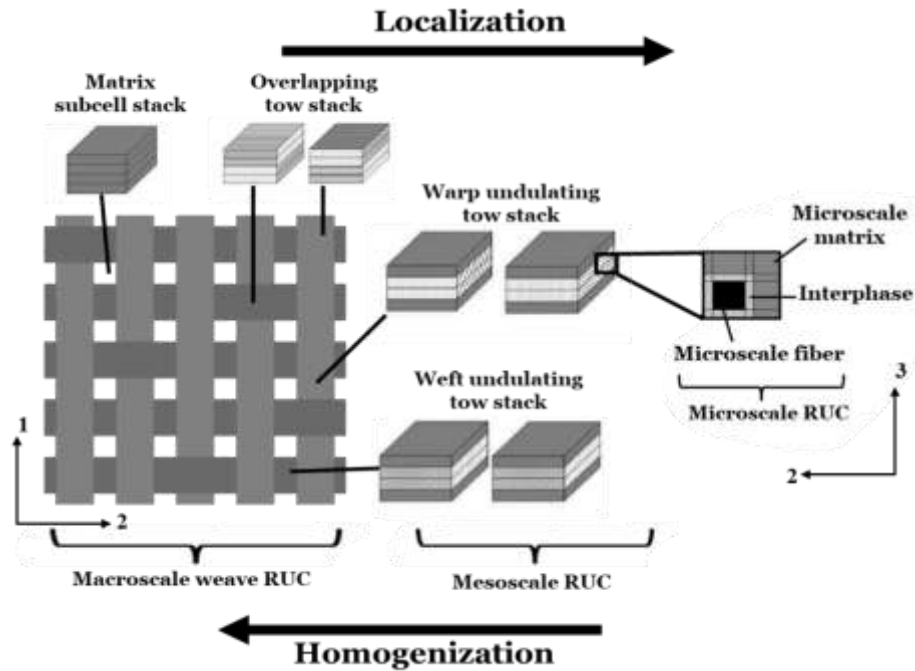 Localization
Matrix
subcell stack
Overlapping
tow stack
Warp undulating
tow stack
Microscale
matrix
Interphase
Microscale fiber
Microscale RUC
Weft undulating
tow stack
1
2
3
2
Macroscale weave RUC
Mesoscale RUC
Homogenization